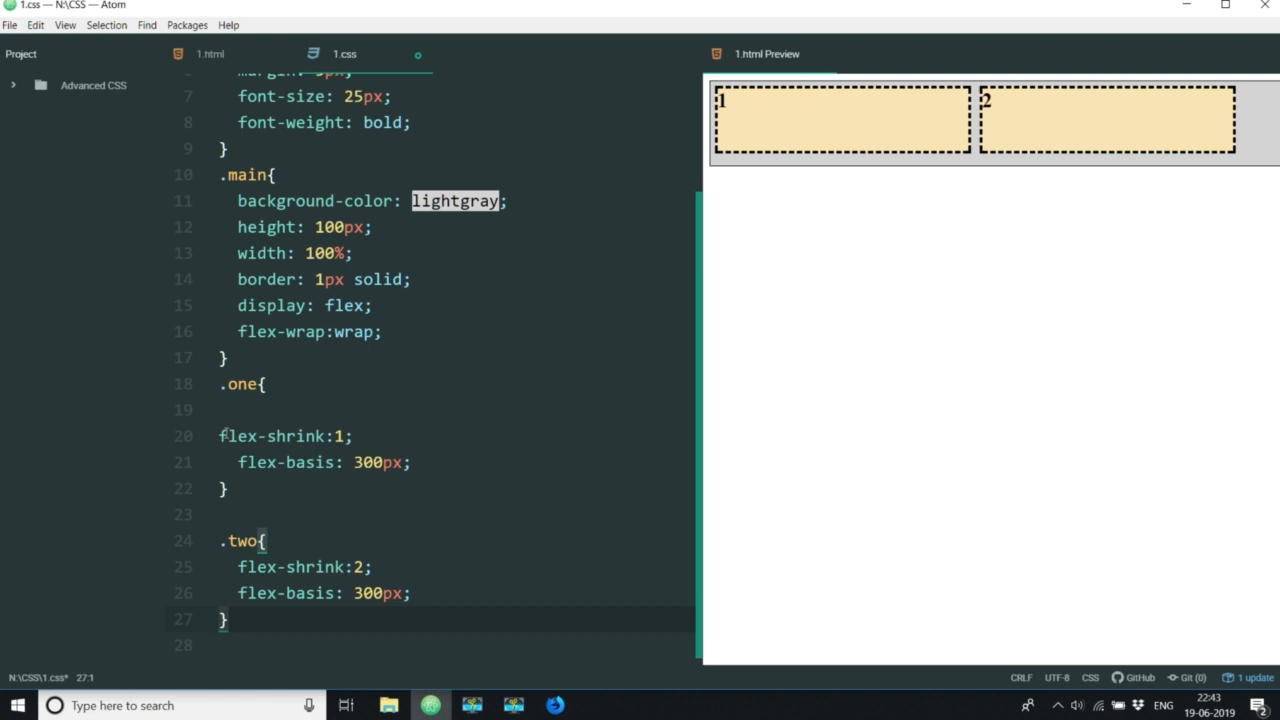 1.css — N:\CSS — Atom
File Edit View Selection Find Packages Help
Project
1.html
1.css
1.html Preview
Advanced CSS
7 font-size: 25px;
8 font-weight: bold;
9 }
10 .main{
11 background-color: lightgray;
12 height: 100px;
13 width: 100%;
14 border: 1px solid;
15 display: flex;
16 flex-wrap:wrap;
17 }
18 .one{
19
20 flex-shrink:1;
21 flex-basis: 300px;
22 }
23
24 .two{
25 flex-shrink:2;
26 flex-basis: 300px;
27 }
28
1
2
N:\CSS\1.css* 27:1
CRLF UTF-8 CSS GitHub Git (0) 1 update
Type here to search
ENG
22:43
19-06-2019
2